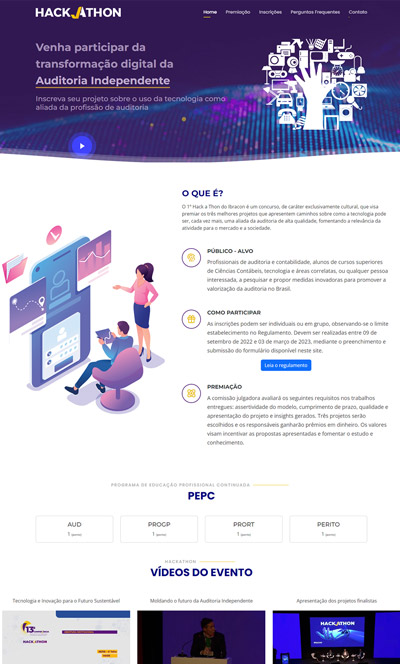 HACKATHON
Home Premiação Inscrições Perguntas Frequentes Contato
Venha participar da
transformação digital da
Auditoria Independente
Inscreva seu projeto sobre o uso da tecnologia como
aliada da profissão de auditoria
O QUE É?
O 1º Hack a Thon do Ibracon é um concurso, de caráter exclusivamente cultural, que visa
premiar os três melhores projetos que apresentem caminhos sobre como a tecnologia pode
ser, cada vez mais, uma aliada da auditoria de alta qualidade, fomentando a relevância da
atividade para o mercado e a sociedade.
PÚBLICO - ALVO
Profissionais de auditoria e contabilidade, alunos de cursos superiores
de Ciências Contábeis, tecnologia e áreas correlatas, ou qualquer pessoa
interessada, a pesquisar e propor medidas inovadoras para promover a
valorização da auditoria no Brasil.
COMO PARTICIPAR
As inscrições podem ser individuais ou em grupo, observando-se o limite
estabelecimento no Regulamento. Devem ser realizadas entre 09 de
setembro de 2022 e 03 de março de 2023, mediante o preenchimento e
submissão do formulário disponível neste site.
Leia o regulamento
PREMIAÇÃO
A comissão julgadora avaliará os seguintes requisitos nos trabalhos
entregues: assertividade do modelo, cumprimento de prazo, qualidade e
apresentação do projeto e insights gerados. Três projetos serão
escolhidos e os responsáveis ganharão prêmios em dinheiro. Os valores
visam incentivar as propostas apresentadas e fomentar o estudo e
conhecimento.
PROGRAMA DE EDUCAÇÃO PROFISSIONAL CONTINUADA
PEPC
AUD PROGP PRORT PERITO
1 (ponto) 1 (ponto) 1 (ponto) 1 (ponto)
HACKATHON
VÍDEOS DO EVENTO
Tecnologia e Inovação para o Futuro Sustentável Moldando o futuro da Auditoria Independente Apresentação dos projetos finalistas
13ª
HACKATHON
HACKATHON